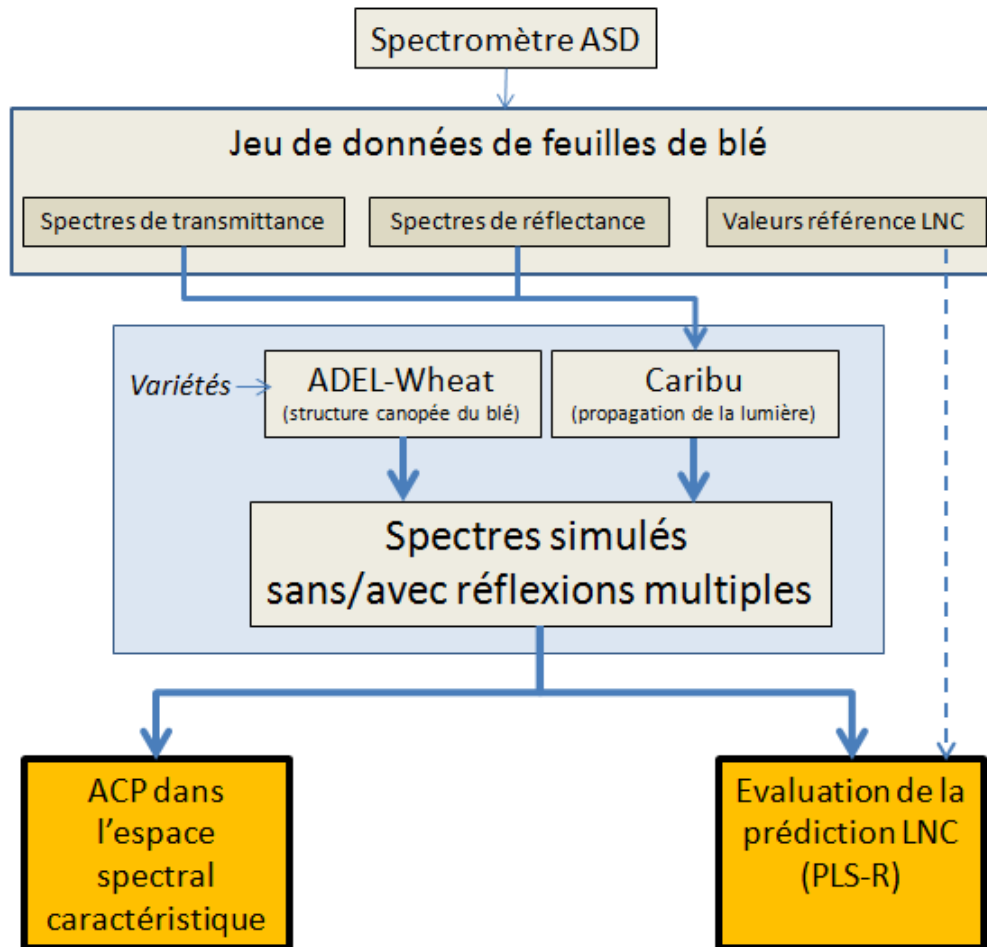 Spectromètre ASD
Jeu de données de feuilles de blé
Spectres de transmittance
Spectres de réflectance
Valeurs référence LNC
Variétés
ADEL-Wheat
(structure canopée du blé)
Caribu
(propagation de la lumière)
Spectres simulés
sans/avec réflexions multiples
ACP dans
l'espace
spectral
caractéristique
Evaluation de la
prédiction LNC
(PLS-R)